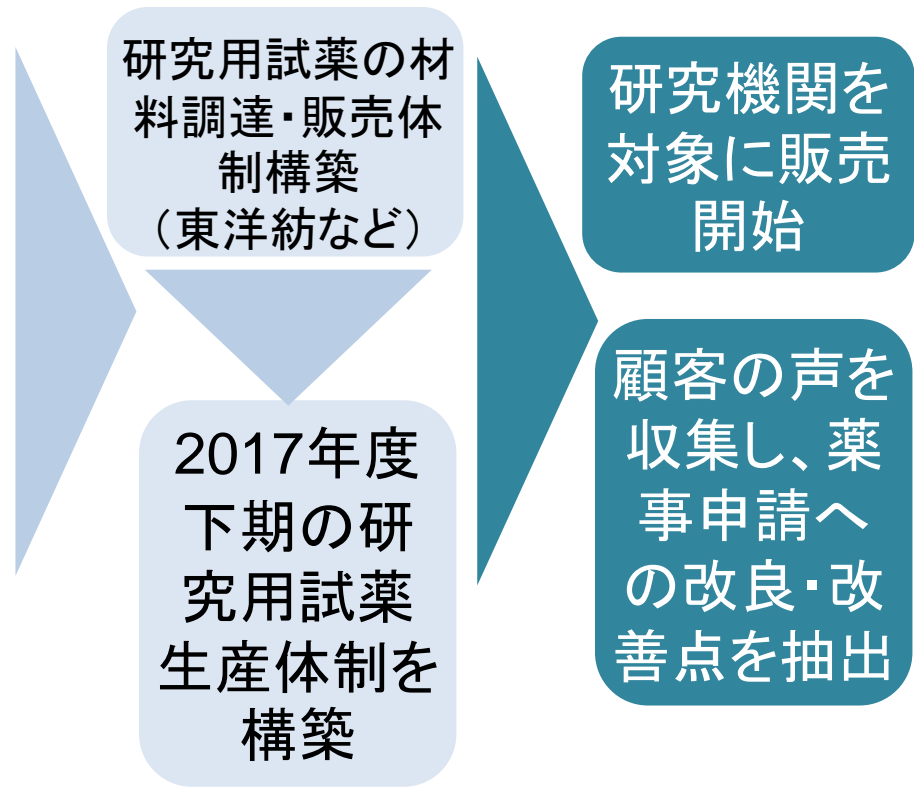 研究用試薬の材
料調達・販売体
制構築
（東洋紡など）
2017年度
下期の研
究用試薬
生産体制を
構築
研究機関を
対象に販売
開始
顧客の声を
収集し、薬
事申請へ
の改良・改
善点を抽出